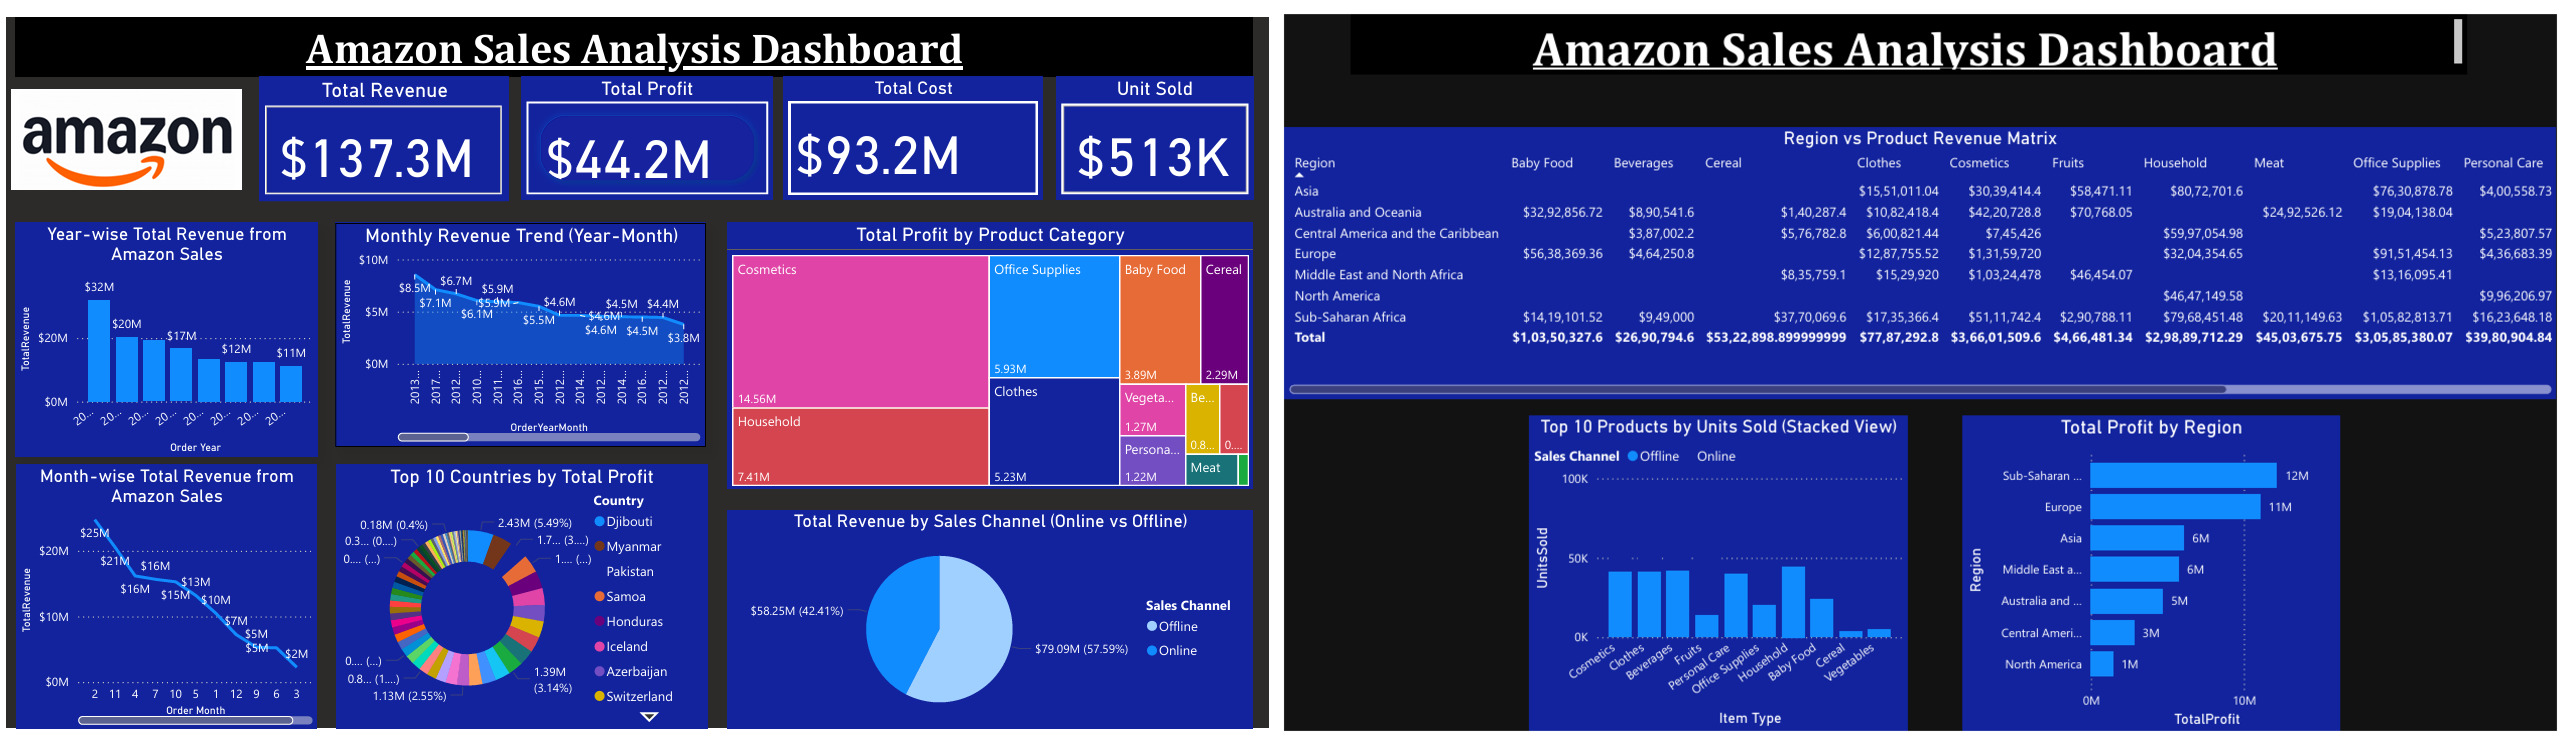 Amazon Sales Analysis Dashboard
amazon
Total Revenue
$137.3M
Total Profit
$44.2M
Total Cost
$93.2M
Unit Sold
$513K
Year-wise Total Revenue from
Amazon Sales
TotalRevenue
$20M
$0M
$32M
$20M
$17M
$12M
$11M
20...
20...
20...
20...
20...
20...
20...
20...
Order Year
Monthly Revenue Trend (Year-Month)
TotalRevenue
$10M
$5M
$0M
$8.5M
$7.1M
$6.7M
$6.1M
$5.9M
$5.9M
$5.5M
$4.6M
$4.6M
$4.6M
$4.5M
$4.5M
$4.4M
$3.8M
2013...
2017...
2012...
2010...
2011...
2016...
2015...
2012...
2014...
2012...
2014...
2016...
2012...
2012...
OrderYearMonth
Total Profit by Product Category
Cosmetics
14.56M
Household
7.41M
Office Supplies
5.93M
Clothes
5.23M
Baby Food
3.89M
Cereal
2.29M
Vegeta...
1.27M
Persona...
1.22M
Be...
0.8...
0....
Meat
Month-wise Total Revenue from
Amazon Sales
TotalRevenue
$20M
$10M
$0M
$25M
$21M
$16M
$16M
$15M
$13M
$10M
$7M
$5M
$5M
$2M
2 11 4 7 10 5 1 12 9 6 3
Order Month
Top 10 Countries by Total Profit
0.18M (0.4%)
0.3... (0....)
0.... (...)
0.... (...)
0.8... (1....)
1.13M (2.55%)
2.43M (5.49%)
1.7... (3....)
1.... (...)
1.39M
(3.14%)
Country
Djibouti
Myanmar
Pakistan
Samoa
Honduras
Iceland
Azerbaijan
Switzerland
Total Revenue by Sales Channel (Online vs Offline)
$58.25M (42.41%)
$79.09M (57.59%)
Sales Channel
Offline
Online
Amazon Sales Analysis Dashboard
Region vs Product Revenue Matrix
Region Baby Food Beverages Cereal Clothes Cosmetics Fruits Household Meat Office Supplies Personal Care
Asia $15,51,011.04 $30,39,414.4 $58,471.11 $80,72,701.6 $76,30,878.78 $4,00,558.73
Australia and Oceania $32,92,856.72 $8,90,541.6 $1,40,287.4 $10,82,418.4 $42,20,728.8 $70,768.05 $24,92,526.12 $19,04,138.04
Central America and the Caribbean $3,87,002.2 $5,76,782.8 $6,00,821.44 $7,45,426 $59,97,054.98 $5,23,807.57
Europe $56,38,369.36 $4,64,250.8 $12,87,755.52 $1,31,59,720 $32,04,354.65 $91,51,454.13 $4,36,683.39
Middle East and North Africa $8,35,759.1 $15,29,920 $1,03,24,478 $46,454.07 $13,16,095.41
North America $46,47,149.58 $9,96,206.97
Sub-Saharan Africa $14,19,101.52 $9,49,000 $37,70,069.6 $17,35,366.4 $51,11,742.4 $2,90,788.11 $79,68,451.48 $20,11,149.63 $1,05,82,813.71 $16,23,648.18
Total $1,03,50,327.6 $26,90,794.6 $53,22,898.899999999 $77,87,292.8 $3,66,01,509.6 $4,66,481.34 $2,98,89,712.29 $45,03,675.75 $3,05,85,380.07 $39,80,904.84
Top 10 Products by Units Sold (Stacked View)
Sales Channel Offline Online
UnitsSold
100K
50K
0K
Cosmetics
Clothes
Beverages
Fruits
Personal Care
Office Supplies
Household
Baby Food
Cereal
Vegetables
Item Type
Total Profit by Region
Region
Sub-Saharan ... 12M
Europe 11M
Asia 6M
Middle East a... 6M
Australia and ... 5M
Central Ameri... 3M
North America 1M
0M 10M
TotalProfit